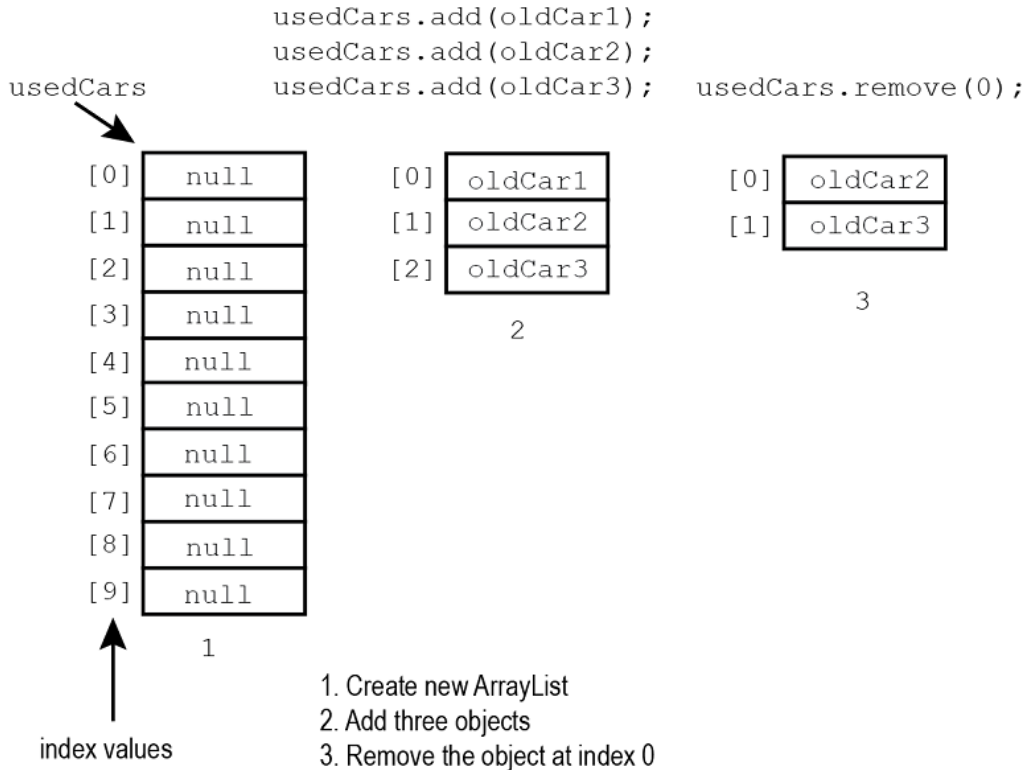 usedCars.add(oldCar1);
usedCars.add(oldCar2);
usedCars
usedCars.add(oldCar3);
usedCars.remove(0);
[0] null
[1] null
[2] null
[3] null
[4] null
[5] null
[6] null
[7] null
[8] null
[9] null
1
index values
[0] oldCar1
[1] oldCar2
[2] oldCar3
2
[0] oldCar2
[1] oldCar3
3
1. Create new ArrayList
2. Add three objects
3. Remove the object at index 0